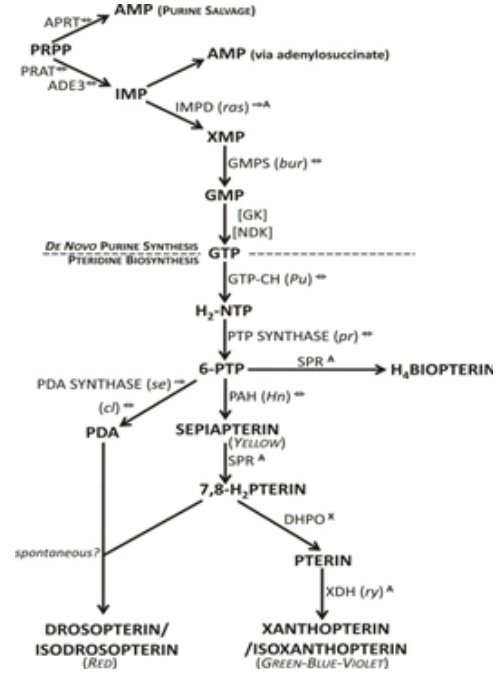 AMP (PURINE SALVAGE)
APRT⇔
PRPP
AMP (via adenylosuccinate)
PRAT⇔
ADE3⇔
IMP
IMPD (ras) →A
XMP
GMPS (bur) ⇔
GMP
[GK]
[NDK]
DE NOVO PURINE SYNTHESIS
PTERIDINE BIOSYNTHESIS
GTP
GTP-CH (Pu) ⇔
H₂-NTP
PTP SYNTHASE (pr) ⇔
6-PTP
SPR A
H₄BIOPTERIN
PDA SYNTHASE (se) →
(cl) ⇔
PAH (Hn) ⇔
PDA
SEPIAPTERIN
(YELLOW)
SPR A
7,8-H₂PTERIN
DHPO X
spontaneous?
PTERIN
XDH (ry) A
DROSOPTERIN/
ISODROSOPTERIN
(RED)
XANTHOPTERIN
/ISOXANTHOPTERIN
(GREEN-BLUE-VIOLET)